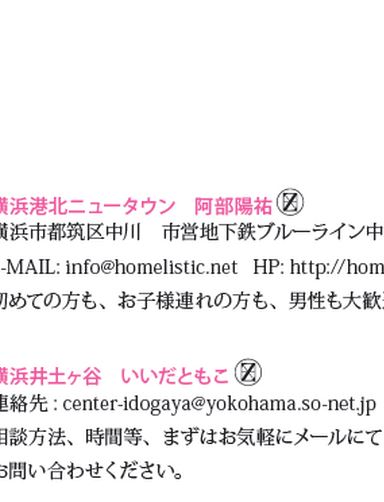 横浜港北ニュータウン　阿部陽祐
横浜市都筑区中川　市営地下鉄ブルーライン中
-MAIL: info@homelistic.net HP: http://hom
初めての方も、お子様連れの方も、男性も大歓
横浜井土ヶ谷　いいだともこ
連絡先 : center-idogaya@yokohama.so-net.jp
相談方法、時間等、まずはお気軽にメールにて
お問い合わせください。